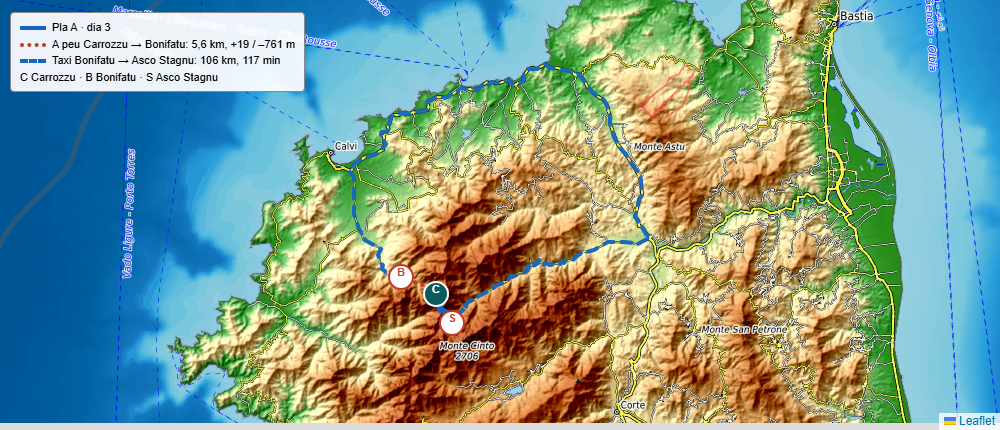 Pla A · dia 3
A peu Carrozzu → Bonifatu: 5,6 km, +19 / –761 m
Taxi Bonifatu → Asco Stagnu: 106 km, 117 min
C Carrozzu · B Bonifatu · S Asco Stagnu
Bastia
Calvi
Monte Astu
Vado Ligure - Porto Torres
Genova - Olbia
B
C
S
Monte Cinto
2706
Monte San Petrone
Corte
Leaflet